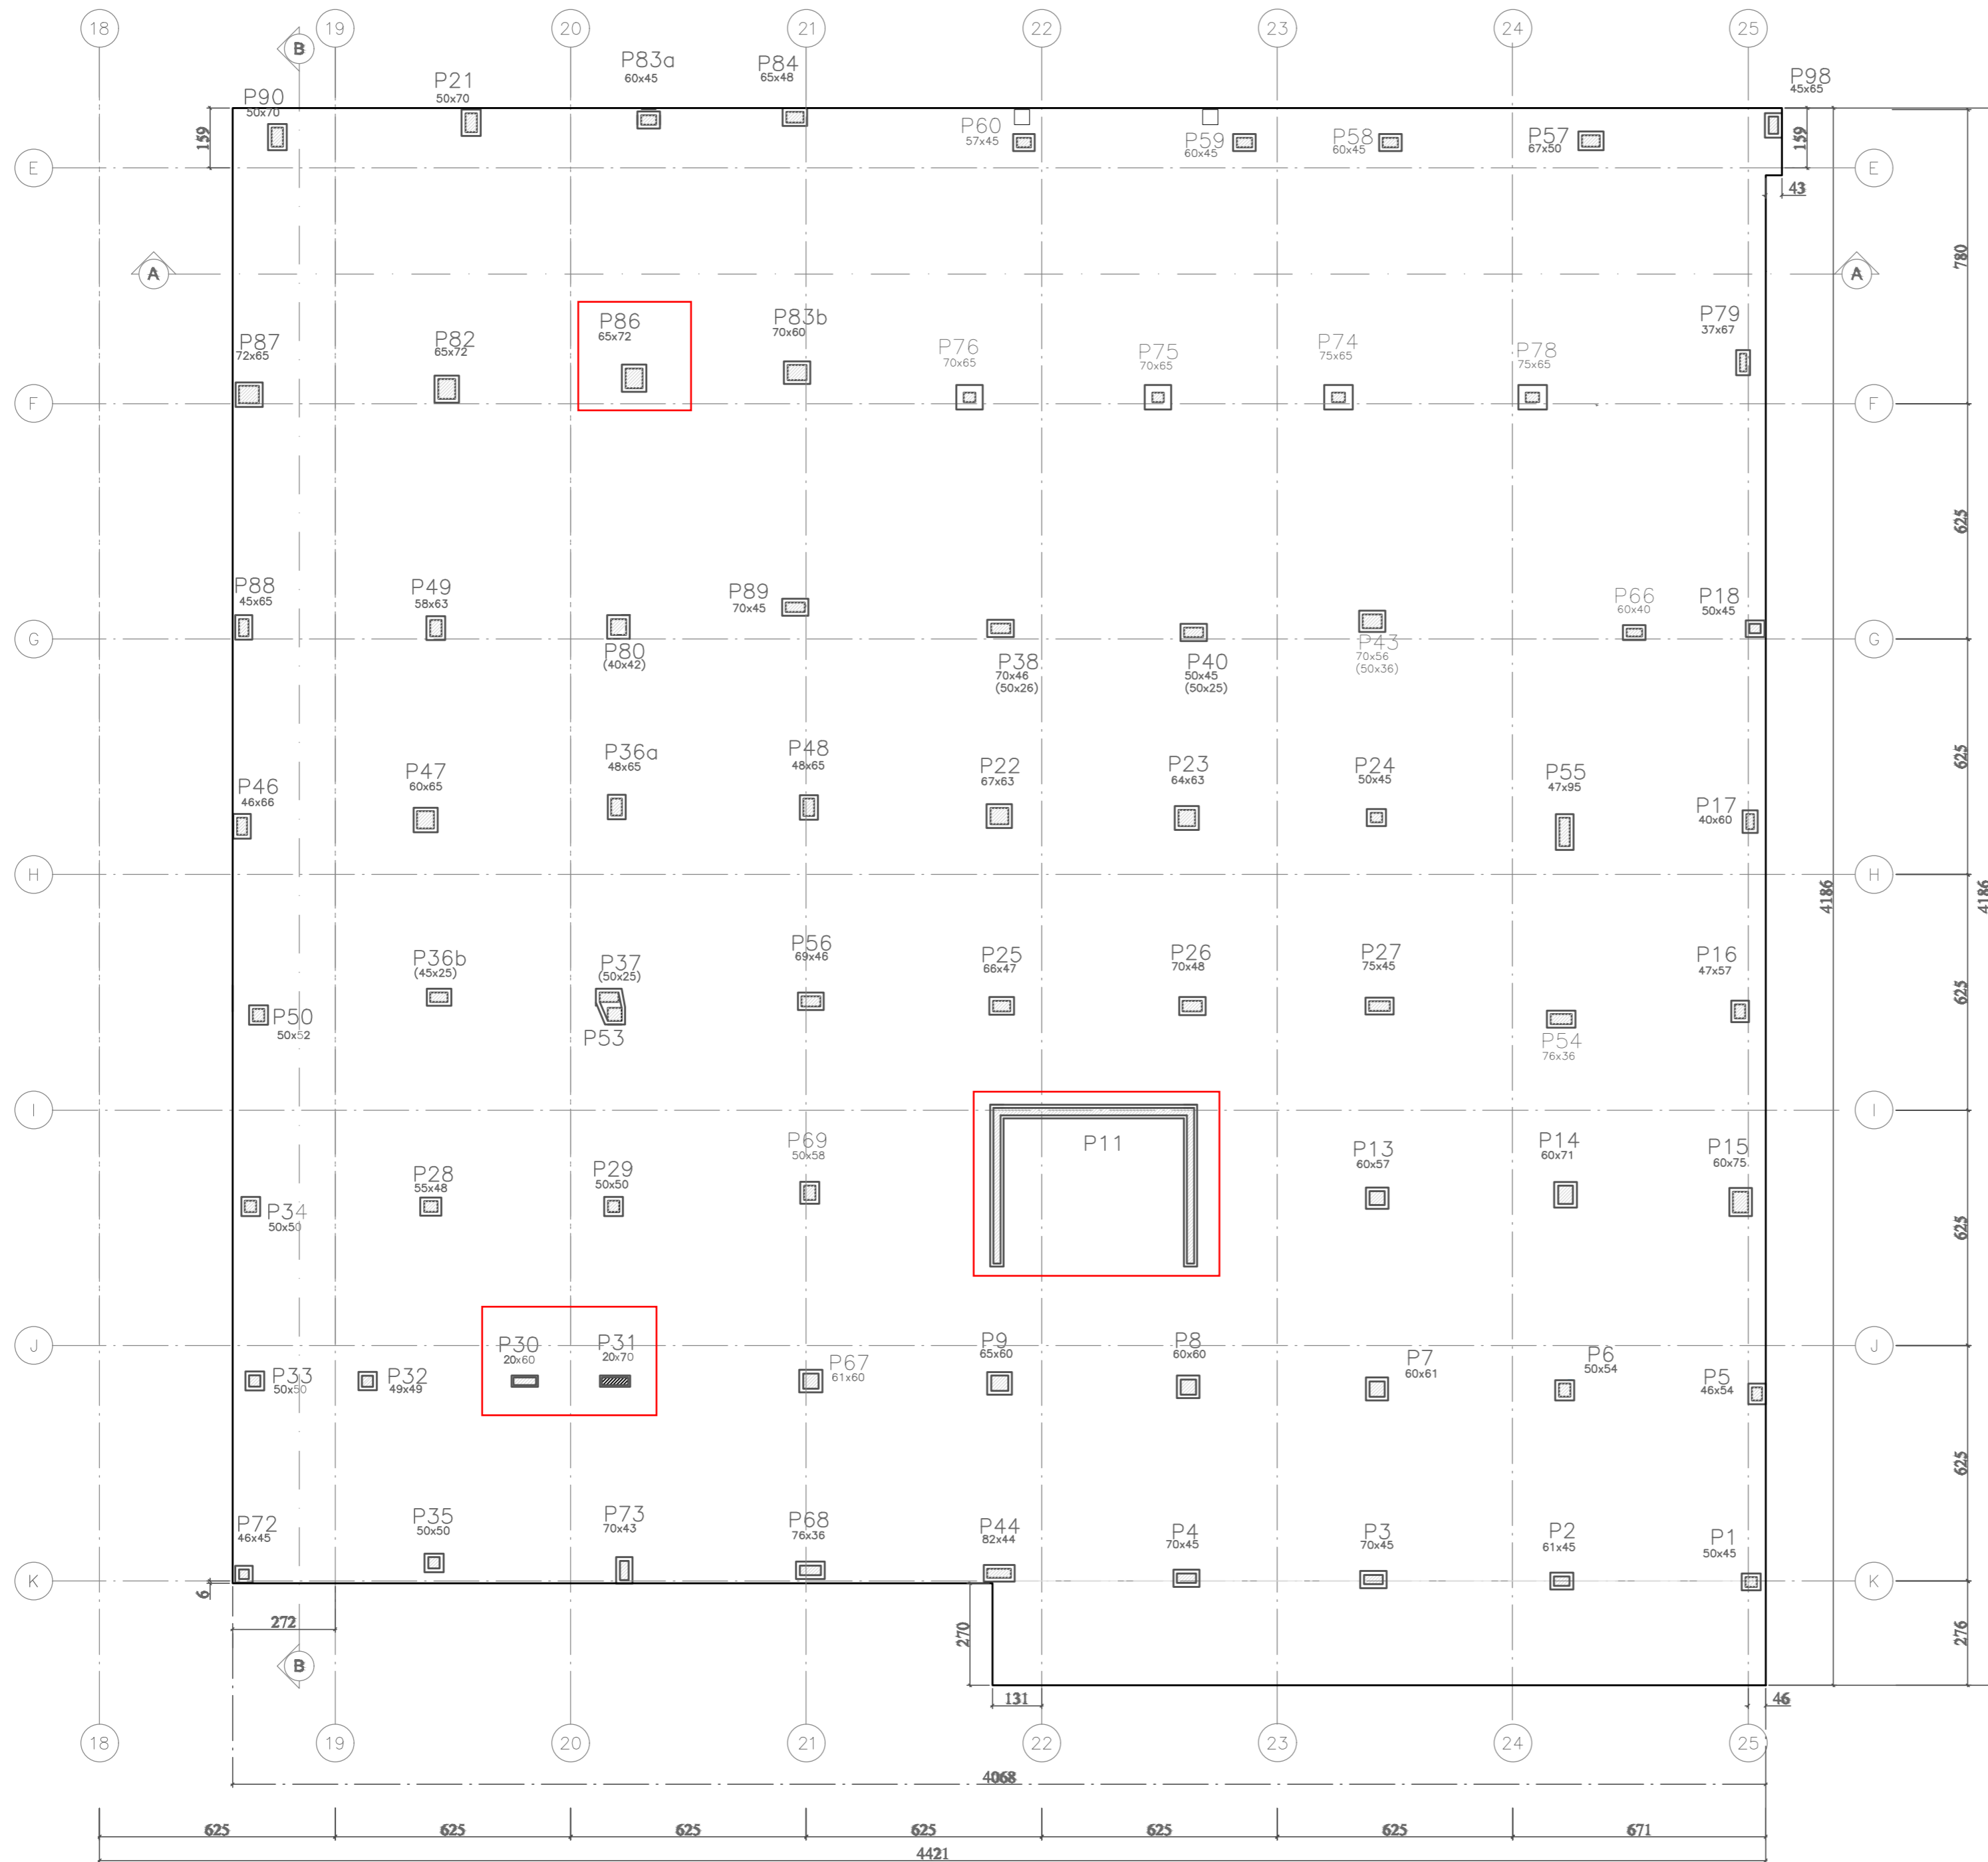 18
19
20
21
22
23
24
25
B
P90
50x70
P21
50x70
P83a
60x45
P84
65x48
P98
45x65
P60
57x45
P59
60x45
P58
60x45
P57
67x50
159
159
E
E
43
A
A
780
P87
72x65
P82
65x72
P86
65x72
P83b
70x60
P76
70x65
P75
70x65
P74
75x65
P78
75x65
P79
37x67
F
F
625
P88
45x65
P49
58x63
P80
(40x42)
P89
70x45
P38
70x46
(50x26)
P40
50x45
(50x25)
P43
70x56
(50x36)
P66
60x40
P18
50x45
G
G
625
P46
46x66
P47
60x65
P36a
48x65
P48
48x65
P22
67x63
P23
64x63
P24
50x45
P55
47x95
P17
40x60
H
H
4186
4186
P50
50x52
P36b
(45x25)
P37
(50x25)
P53
P56
69x46
P25
66x47
P26
70x48
P27
75x45
P54
76x36
P16
47x57
625
I
I
P34
50x50
P28
55x48
P29
50x50
P69
50x58
P11
P13
60x57
P14
60x71
P15
60x75
625
J
J
P33
50x50
P32
49x49
P30
20x60
P31
20x70
P67
61x60
P9
65x60
P8
60x60
P7
60x61
P6
50x54
P5
46x54
625
P72
46x45
P35
50x50
P73
70x43
P68
76x36
P44
82x44
P4
70x45
P3
70x45
P2
61x45
P1
50x45
K
K
6
272
270
276
B
131
46
18
19
20
21
22
23
24
25
4068
625
625
625
625
625
625
671
4421